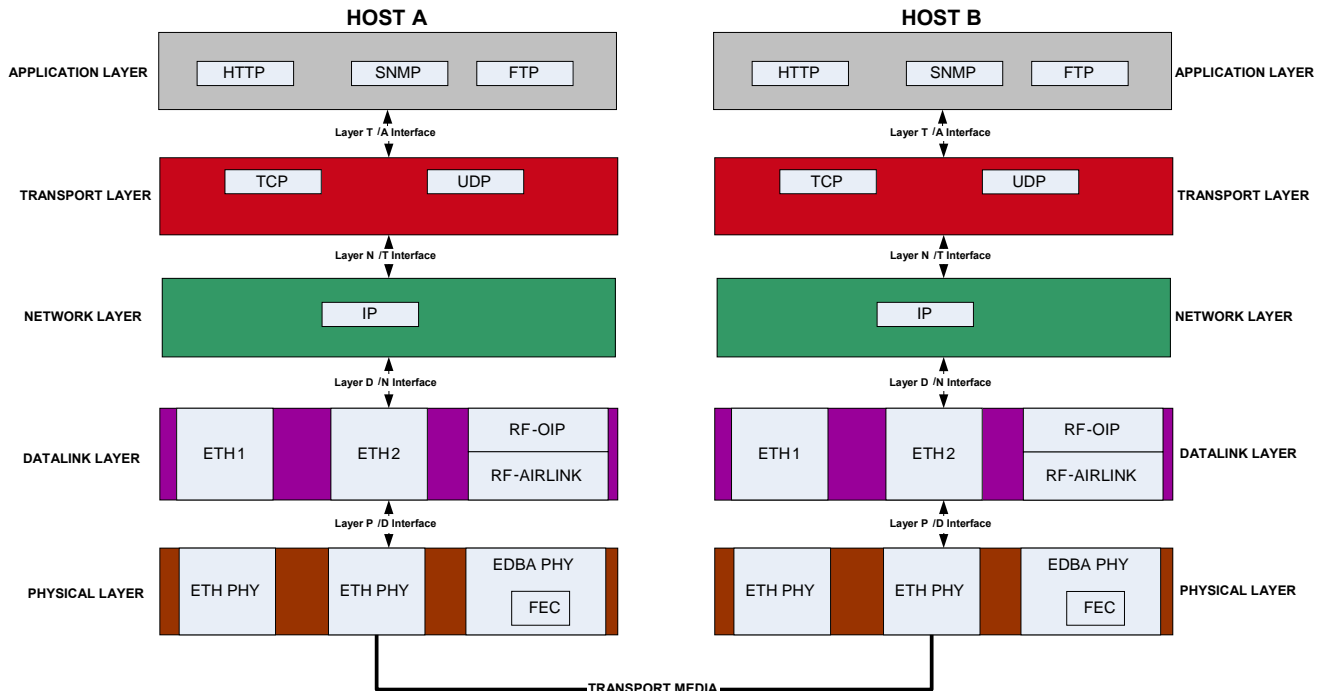 HOST A
HOST B
APPLICATION LAYER
HTTP
SNMP
FTP
HTTP
SNMP
FTP
APPLICATION LAYER
Layer T /A Interface
Layer T /A Interface
TRANSPORT LAYER
TCP
UDP
TCP
UDP
TRANSPORT LAYER
Layer N /T Interface
Layer N /T Interface
NETWORK LAYER
IP
IP
NETWORK LAYER
Layer D /N Interface
Layer D /N Interface
DATALINK LAYER
ETH1
ETH2
RF-OIP
RF-AIRLINK
ETH1
ETH2
RF-OIP
RF-AIRLINK
DATALINK LAYER
Layer P /D Interface
Layer P /D Interface
PHYSICAL LAYER
ETH PHY
ETH PHY
EDBA PHY
FEC
ETH PHY
ETH PHY
EDBA PHY
FEC
PHYSICAL LAYER
TRANSPORT MEDIA